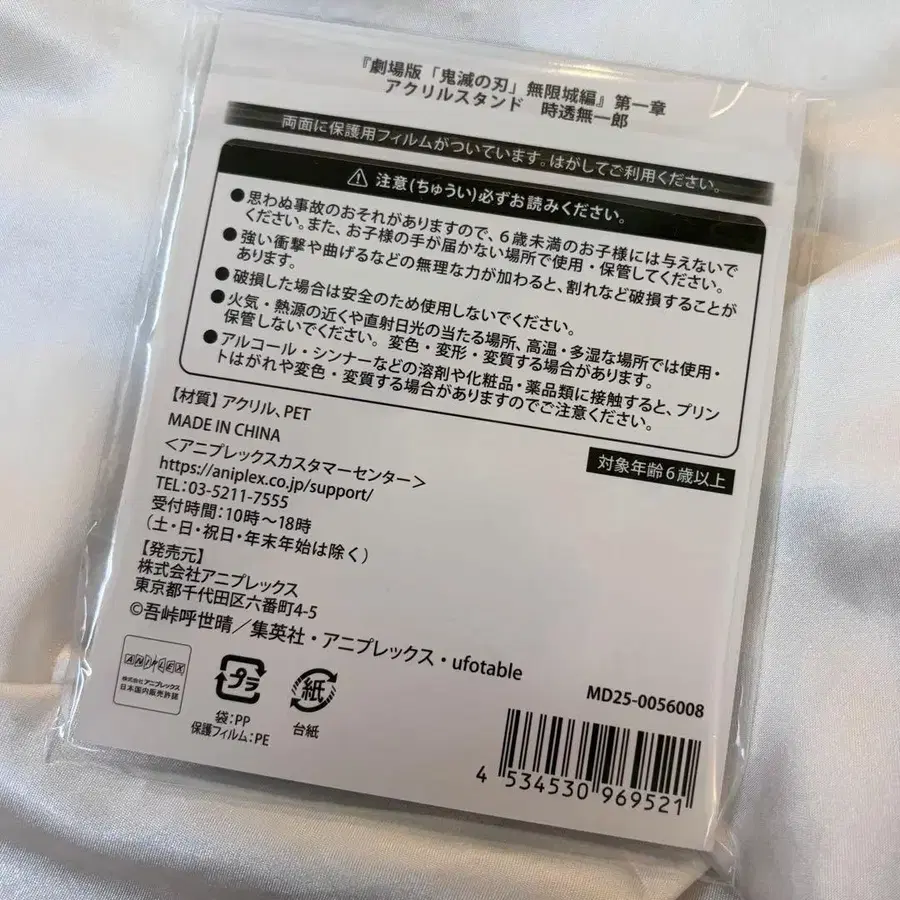 『劇場版「鬼滅の刃」無限城編』第一章
アクリルスタンド 時透無一郎
両面に保護用フィルムがついています。はがしてご利用ください。
⚠ 注意(ちゅうい)必ずお読みください。
●思わぬ事故のおそれがありますので、6歳未満のお子様には与えないで
ください。また、お子様の手が届かない場所で使用・保管してください。
●強い衝撃や曲げるなどの無理な力が加わると、割れなど破損することが
あります。
●破損した場合は安全のため使用しないでください。
●火気・熱源の近くや直射日光の当たる場所、高温・多湿な場所では使用・
保管しないでください。変色・変形・変質する場合があります。
●アルコール・シンナーなどの溶剤や化粧品・薬品類に接触すると、プリン
トはがれや変色・変質する場合がありますのでご注意ください。
【材質】アクリル、PET
MADE IN CHINA
対象年齢6歳以上
<アニプレックスカスタマーセンター>
https://aniplex.co.jp/support/
TEL:03-5211-7555
受付時間:10時~18時
(土・日・祝日・年末年始は除く)
【発売元】
株式会社アニプレックス
東京都千代田区六番町4-5
©吾峠呼世晴/集英社・アニプレックス・ufotable
ANIPLEX
株式会社アニプレックス
日本国内販売許諾
プラ
袋:PP
保護フィルム:PE
紙
台紙
MD25-0056008
4 534530 969521